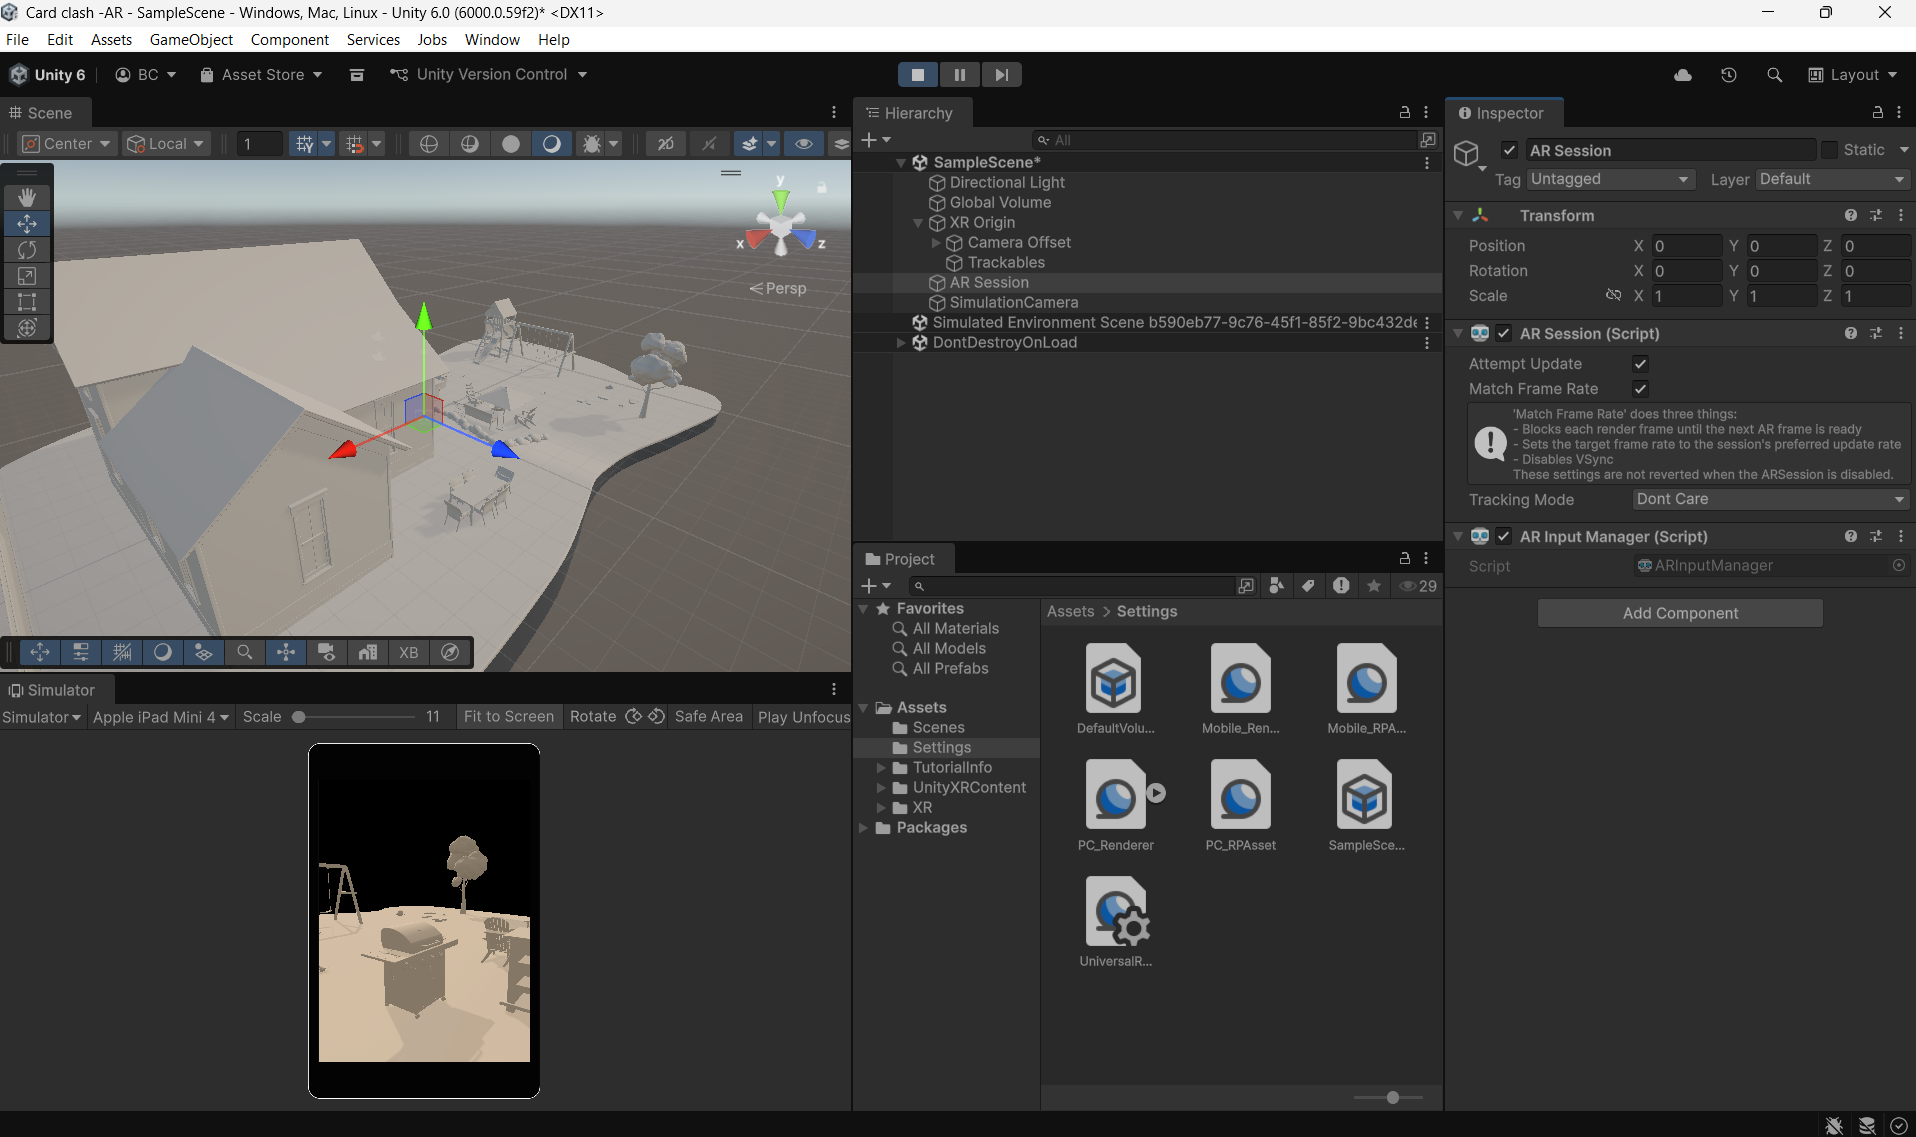 Card clash -AR - SampleScene - Windows, Mac, Linux - Unity 6.0 (6000.0.59f2)* <DX11>
File Edit Assets GameObject Component Services Jobs Window Help
Unity 6 BC Asset Store Unity Version Control Layout
Scene
Center Local 1 2D
y
x z
Persp
XB
Simulator
Simulator Apple iPad Mini 4 Scale 11 Fit to Screen Rotate Safe Area Play Unfocus
Hierarchy
All
SampleScene*
Directional Light
Global Volume
XR Origin
Camera Offset
Trackables
AR Session
SimulationCamera
Simulated Environment Scene b590eb77-9c76-45f1-85f2-9bc432de
DontDestroyOnLoad
Project
29
Favorites
All Materials
All Models
All Prefabs
Assets
Scenes
Settings
TutorialInfo
UnityXRContent
XR
Packages
Assets > Settings
DefaultVolu... Mobile_Ren... Mobile_RPA...
PC_Renderer PC_RPAsset SampleSce...
UniversalR...
Inspector
AR Session Static
Tag Untagged Layer Default
Transform
Position X 0 Y 0 Z 0
Rotation X 0 Y 0 Z 0
Scale X 1 Y 1 Z 1
AR Session (Script)
Attempt Update
Match Frame Rate
'Match Frame Rate' does three things:
- Blocks each render frame until the next AR frame is ready
- Sets the target frame rate to the session's preferred update rate
- Disables VSync
These settings are not reverted when the ARSession is disabled.
Tracking Mode Dont Care
AR Input Manager (Script)
Script ARInputManager
Add Component